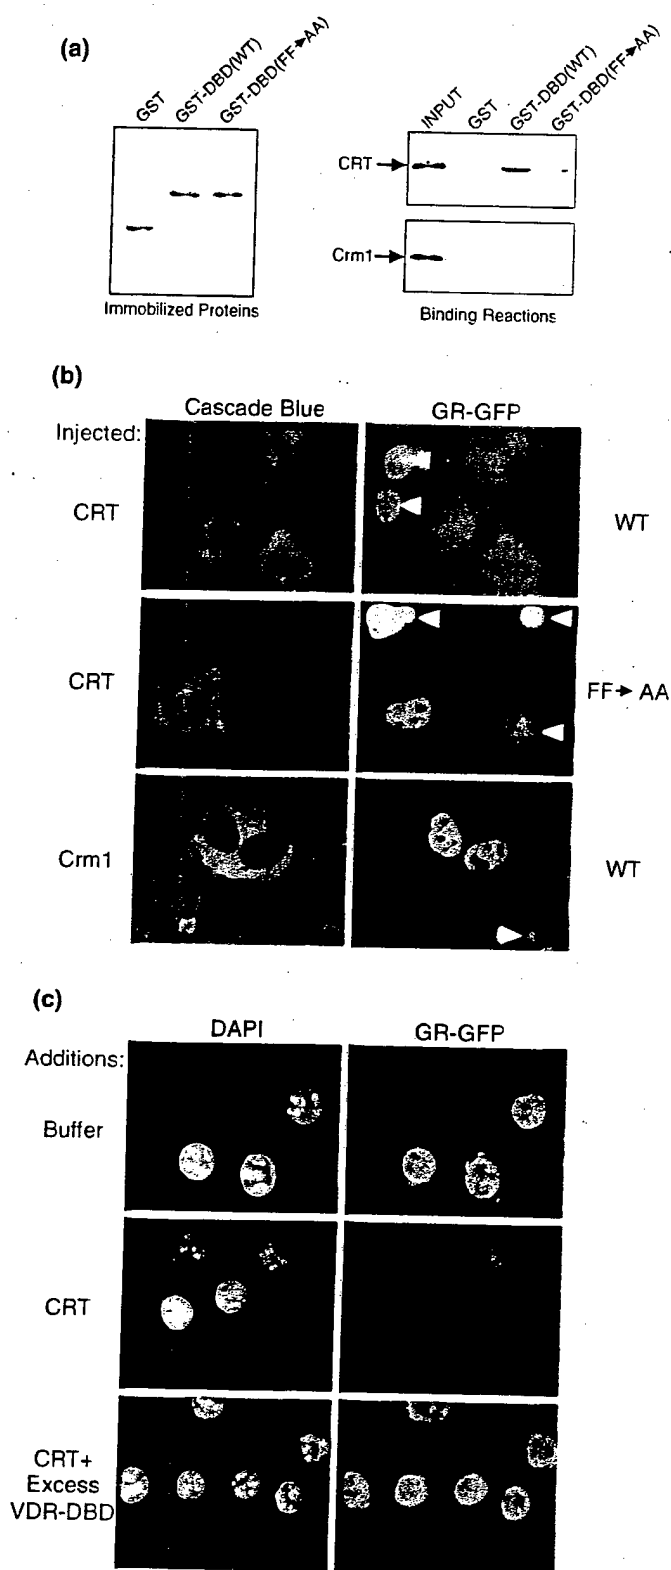 (a)
GST
GST-DBD(WT)
GST-DBD(FF→AA)
Immobilized Proteins
INPUT
GST
GST-DBD(WT)
GST-DBD(FF→AA)
CRT
Crm1
Binding Reactions
(b)
Cascade Blue
GR-GFP
Injected:
CRT
WT
CRT
FF→AA
Crm1
WT
(c)
DAPI
GR-GFP
Additions:
Buffer
CRT
CRT+
Excess
VDR-DBD